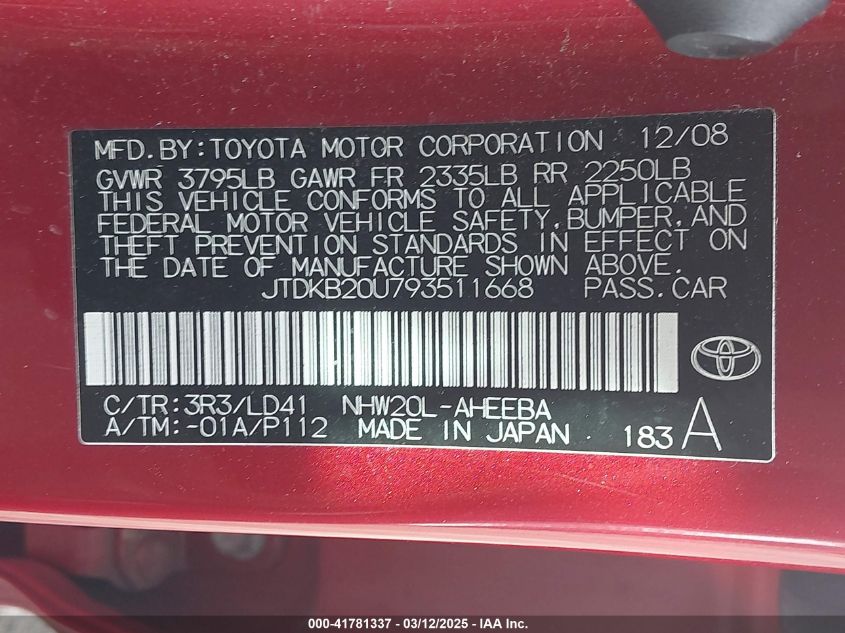 MFD.BY:TOYOTA MOTOR CORPORATION 12/08
GVWR 3795LB GAWR FR 2335LB RR 2250LB
THIS VEHICLE CONFORMS TO ALL APPLICABLE
FEDERAL MOTOR VEHICLE SAFETY,BUMPER,AND
THEFT PREVENTION STANDARDS IN EFFECT ON
THE DATE OF MANUFACTURE SHOWN ABOVE.
JTDKB20U793511668 PASS.CAR
C/TR:3R3/LD41 NHW20L-AHEEBA
A/TM:-01A/P112 MADE IN JAPAN 183 A
000-41781337 - 03/12/2025 - IAA, Inc.